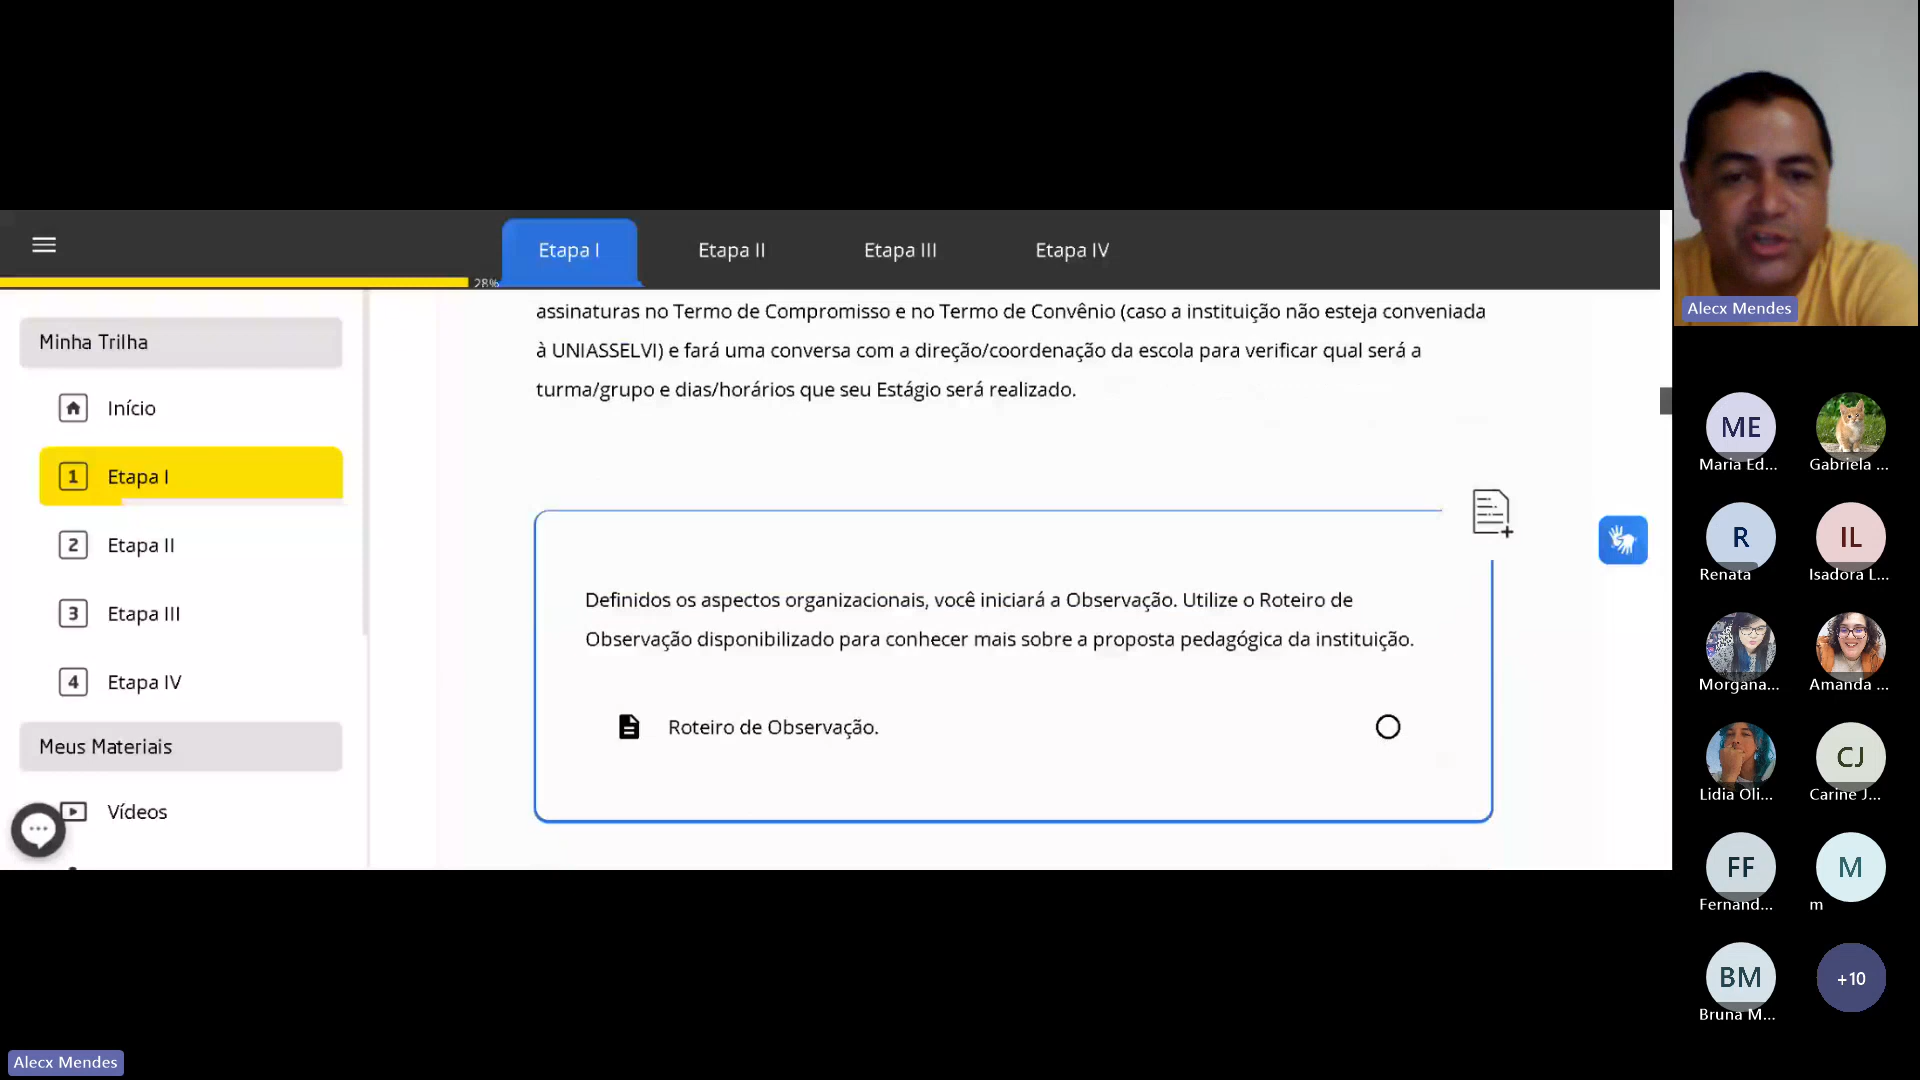 Etapa I
Etapa II
Etapa III
Etapa IV
28%
Minha Trilha
Início
1 Etapa I
2 Etapa II
3 Etapa III
4 Etapa IV
Meus Materiais
Vídeos
assinaturas no Termo de Compromisso e no Termo de Convênio (caso a instituição não esteja conveniada
à UNIASSELVI) e fará uma conversa com a direção/coordenação da escola para verificar qual será a
turma/grupo e dias/horários que seu Estágio será realizado.
Definidos os aspectos organizacionais, você iniciará a Observação. Utilize o Roteiro de
Observação disponibilizado para conhecer mais sobre a proposta pedagógica da instituição.
Roteiro de Observação.
Alecx Mendes
ME
Maria Ed...
Gabriela ...
R
Renata
IL
Isadora L...
Morgana...
Amanda ...
Lidia Oli...
CJ
Carine J...
FF
Fernand...
M
m
BM
Bruna M...
+10
Alecx Mendes